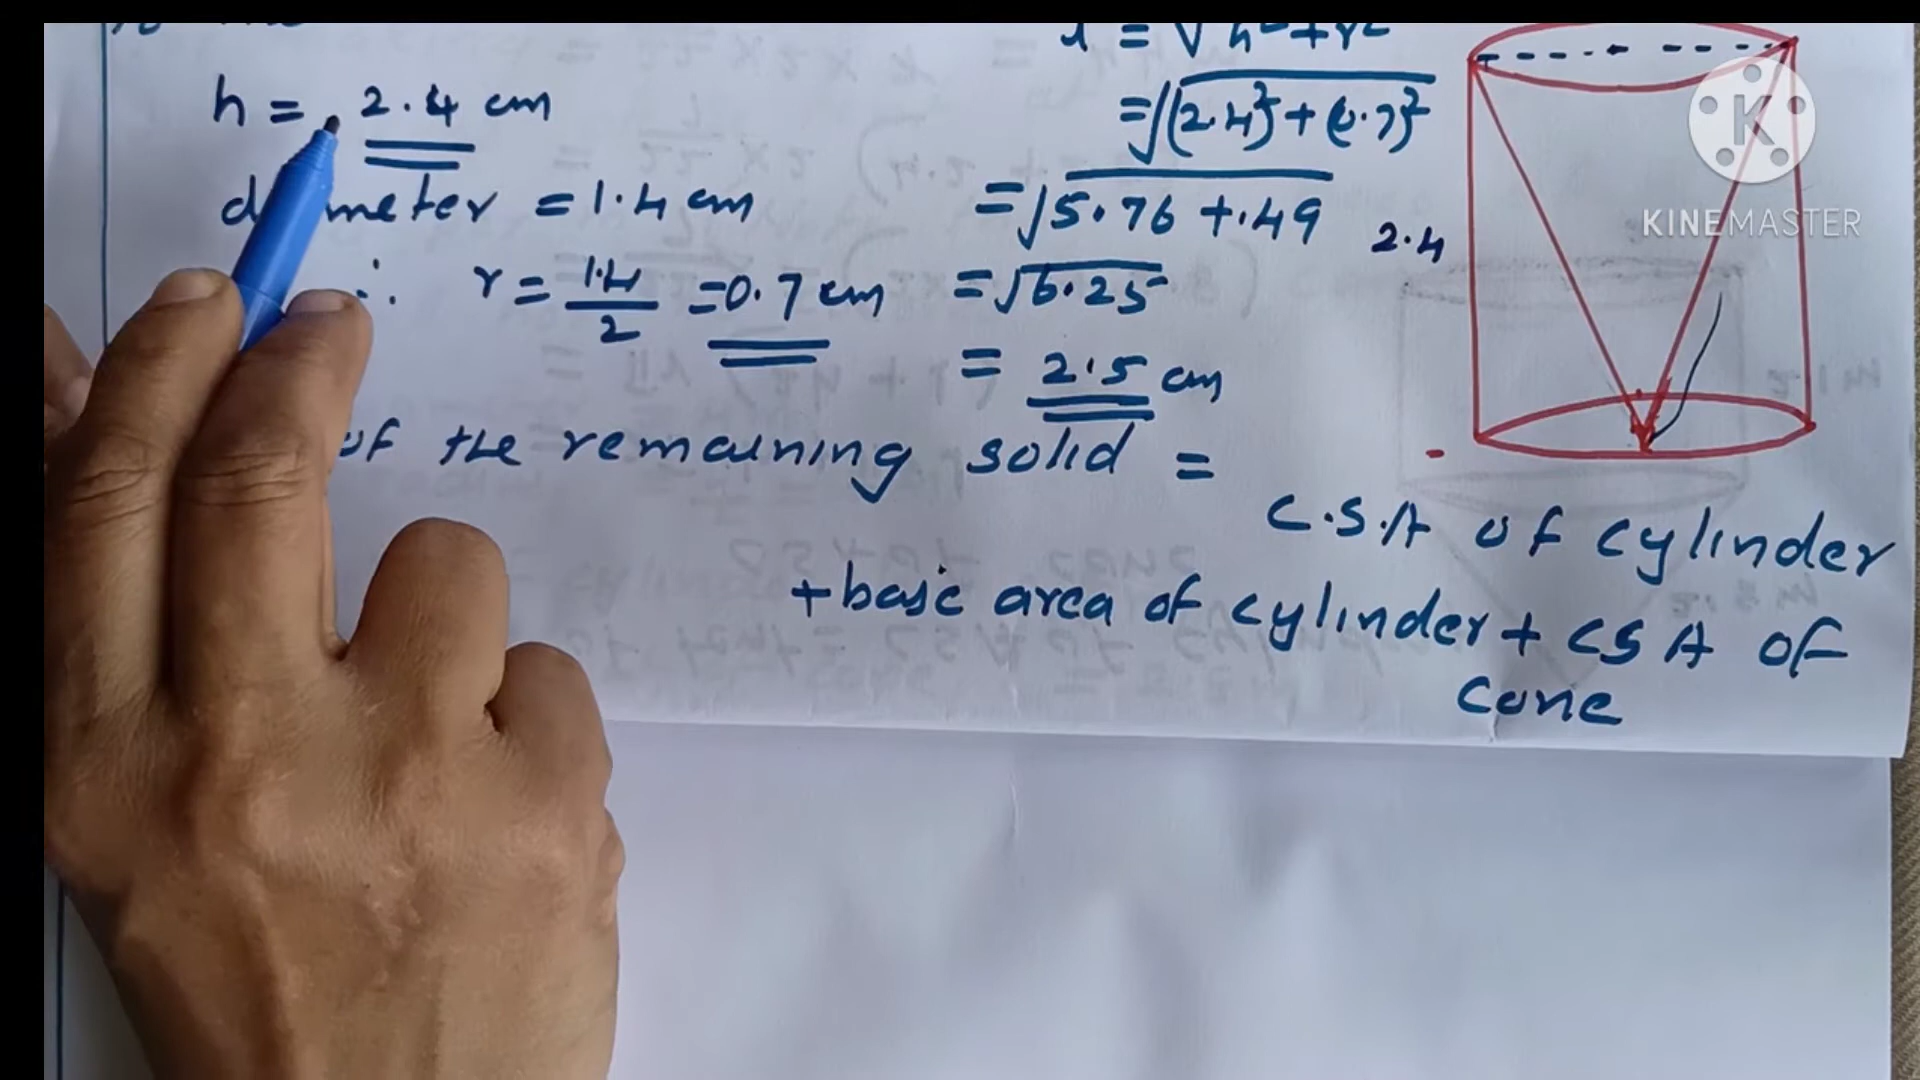 l = √h²+r²
h = 2.4 cm
= √(2.4)²+(0.7)²
diameter = 1.4 cm
= √5.76 + .49
2.4
∴ r = 1.4/2 = 0.7 cm
= √6.25
= 2.5 cm
of the remaining solid =
C.S.A of cylinder
+ base area of cylinder + CSA of
cone
K
KINEMASTER